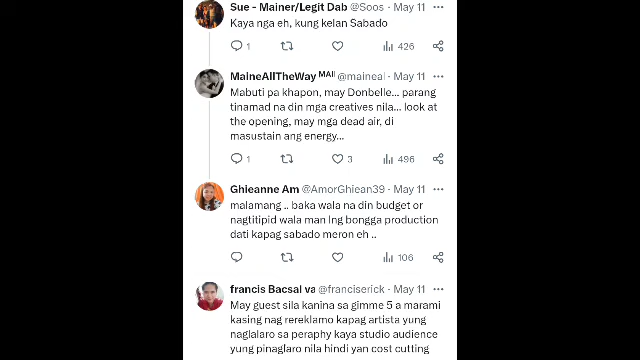 Sue - Mainer/Legit Dab @Soos · May 11
Kaya nga eh, kung kelan Sabado
1 426
MaineAllTheWay ᴹᴬᴵᴵ @maineal · May 11
Mabuti pa khapon, may Donbelle... parang
tinamad na din mga creatives nila... look at
the opening, may mga dead air, di
masustain ang energy...
1 3 496
Ghieanne Am @AmorGhiean39 · May 11
malamang .. baka wala na din budget or
nagtitipid wala man lng bongga production
dati kapag sabado meron eh ..
106
francis Bacsal va @franciserick · May 11
May guest sila kanina sa gimme 5 a marami
kasing nag rereklamo kapag artista yung
naglalaro sa peraphy kaya studio audience
yung pinaglaro nila hindi yan cost cutting